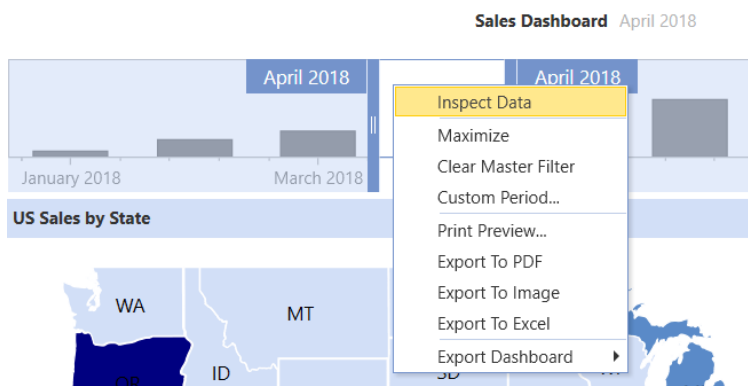 Sales Dashboard April 2018
April 2018
April 2018
Inspect Data
Maximize
Clear Master Filter
Custom Period...
Print Preview...
Export To PDF
Export To Image
Export To Excel
Export Dashboard
January 2018
March 2018
US Sales by State
WA
MT
ID
OR
SD